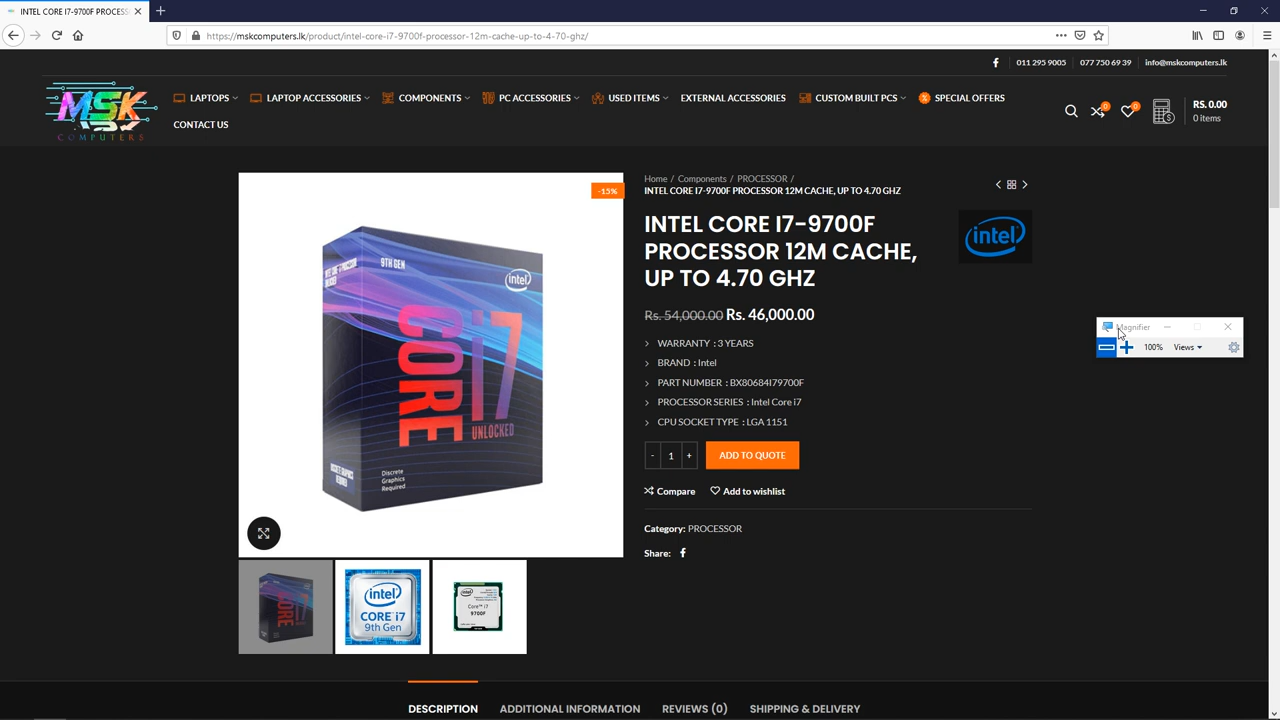 INTEL CORE I7-9700F PROCESS
https://mskcomputers.lk/product/intel-core-i7-9700f-processor-12m-cache-up-to-4-70-ghz/
011 295 9005
077 750 69 39
info@mskcomputers.lk
MSK
COMPUTERS
LAPTOPS
LAPTOP ACCESSORIES
COMPONENTS
PC ACCESSORIES
USED ITEMS
EXTERNAL ACCESSORIES
CUSTOM BUILT PCS
SPECIAL OFFERS
CONTACT US
0
0
RS. 0.00
0 items
-15%
9TH GEN
intel
CORE i7
UNLOCKED
Discrete
Graphics
Required
Home / Components / PROCESSOR /
INTEL CORE I7-9700F PROCESSOR 12M CACHE, UP TO 4.70 GHZ
INTEL CORE I7-9700F
PROCESSOR 12M CACHE,
UP TO 4.70 GHZ
intel
Rs. 54,000.00 Rs. 46,000.00
WARRANTY : 3 YEARS
BRAND : Intel
PART NUMBER : BX80684I79700F
PROCESSOR SERIES : Intel Core i7
CPU SOCKET TYPE : LGA 1151
- 1 +
ADD TO QUOTE
Compare
Add to wishlist
Category: PROCESSOR
Share:
Magnifier
100%
Views
CORE i7
intel
CORE i7
9th Gen
intel
Core™ i7
9700F
DESCRIPTION
ADDITIONAL INFORMATION
REVIEWS (0)
SHIPPING & DELIVERY